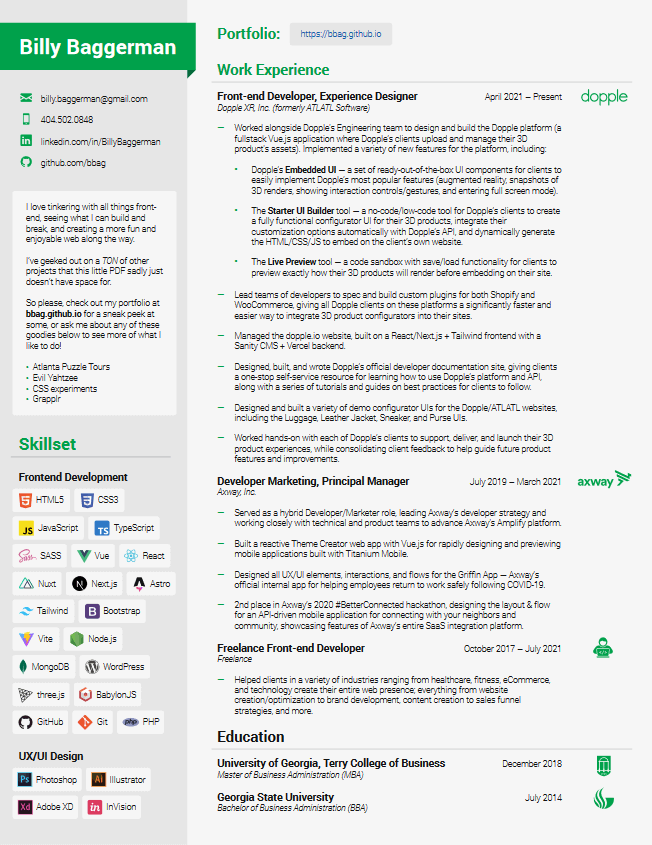 Billy Baggerman
billy.baggerman@gmail.com
404.502.0848
linkedin.com/in/BillyBaggerman
github.com/bbag
I love tinkering with all things front-
end, seeing what I can build and
break, and creating a more fun and
enjoyable web along the way.
I've geeked out on a TON of other
projects that this little PDF sadly just
doesn't have space for.
So please, check out my portfolio at
bbag.github.io for a sneak peek at
some, or ask me about any of these
goodies below to see more of what I
like to do!
• Atlanta Puzzle Tours
• Evil Yahtzee
• CSS experiments
• Grapplr
Skillset
Frontend Development
HTML5 CSS3
JS JavaScript TS TypeScript
Sass SASS Vue React
Nuxt N Next.js Astro
Tailwind B Bootstrap
Vite Node.js
MongoDB WordPress
three.js BabylonJS
GitHub Git php PHP
UX/UI Design
Ps Photoshop Ai Illustrator
Xd Adobe XD in InVision
Portfolio: https://bbag.github.io
Work Experience
Front-end Developer, Experience Designer April 2021 – Present dopple
Dopple XR, Inc. (formerly ATLATL Software)
— Worked alongside Dopple's Engineering team to design and build the Dopple platform (a
fullstack Vue.js application where Dopple's clients upload and manage their 3D
product's assets). Implemented a variety of new features for the platform, including:
• Dopple's Embedded UI — a set of ready-out-of-the-box UI components for clients to
easily implement Dopple's most popular features (augmented reality, snapshots of
3D renders, showing interaction controls/gestures, and entering full screen mode).
• The Starter UI Builder tool — a no-code/low-code tool for Dopple's clients to create
a fully functional configurator UI for their 3D products, integrate their
customization options automatically with Dopple's API, and dynamically generate
the HTML/CSS/JS to embed on the client's own website.
• The Live Preview tool — a code sandbox with save/load functionality for clients to
preview exactly how their 3D products will render before embedding on their site.
— Lead teams of developers to spec and build custom plugins for both Shopify and
WooCommerce, giving all Dopple clients on these platforms a significantly faster and
easier way to integrate 3D product configurators into their sites.
— Managed the dopple.io website, built on a React/Next.js + Tailwind frontend with a
Sanity CMS + Vercel backend.
— Designed, built, and wrote Dopple's official developer documentation site, giving clients
a one-stop self-service resource for learning how to use Dopple's platform and API,
along with a series of tutorials and guides on best practices for clients to follow.
— Designed and built a variety of demo configurator UIs for the Dopple/ATLATL websites,
including the Luggage, Leather Jacket, Sneaker, and Purse UIs.
— Worked hands-on with each of Dopple's clients to support, deliver, and launch their 3D
product experiences, while consolidating client feedback to help guide future product
features and improvements.
Developer Marketing, Principal Manager July 2019 – March 2021 axway
Axway, Inc.
— Served as a hybrid Developer/Marketer role, leading Axway's developer strategy and
working closely with technical and product teams to advance Axway's Amplify platform.
— Built a reactive Theme Creator web app with Vue.js for rapidly designing and previewing
mobile applications built with Titanium Mobile.
— Designed all UX/UI elements, interactions, and flows for the Griffin App — Axway's
official internal app for helping employees return to work safely following COVID-19.
— 2nd place in Axway's 2020 #BetterConnected hackathon, designing the layout & flow
for an API-driven mobile application for connecting with your neighbors and
community, showcasing features of Axway's entire SaaS integration platform.
Freelance Front-end Developer October 2017 – July 2021
Freelance
— Helped clients in a variety of industries ranging from healthcare, fitness, eCommerce,
and technology create their entire web presence; everything from website
creation/optimization to brand development, content creation to sales funnel
strategies, and more.
Education
University of Georgia, Terry College of Business December 2018
Master of Business Administration (MBA)
Georgia State University July 2014
Bachelor of Business Administration (BBA)